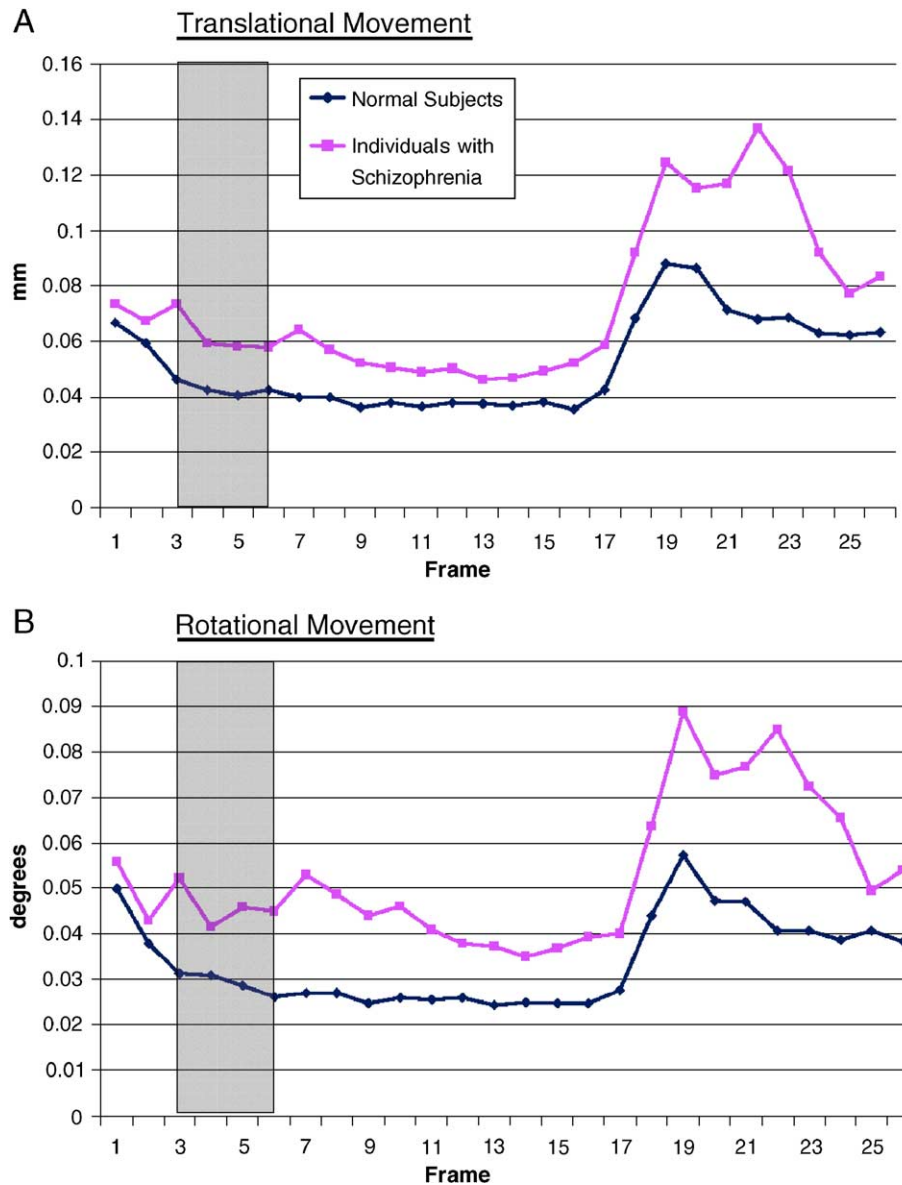 A
Translational Movement
0.16
0.14
0.12
0.1
0.08
0.06
0.04
0.02
0
mm
Normal Subjects
Individuals with
Schizophrenia
1 3 5 7 9 11 13 15 17 19 21 23 25
Frame
B
Rotational Movement
0.1
0.09
0.08
0.07
0.06
0.05
0.04
0.03
0.02
0.01
0
degrees
1 3 5 7 9 11 13 15 17 19 21 23 25
Frame